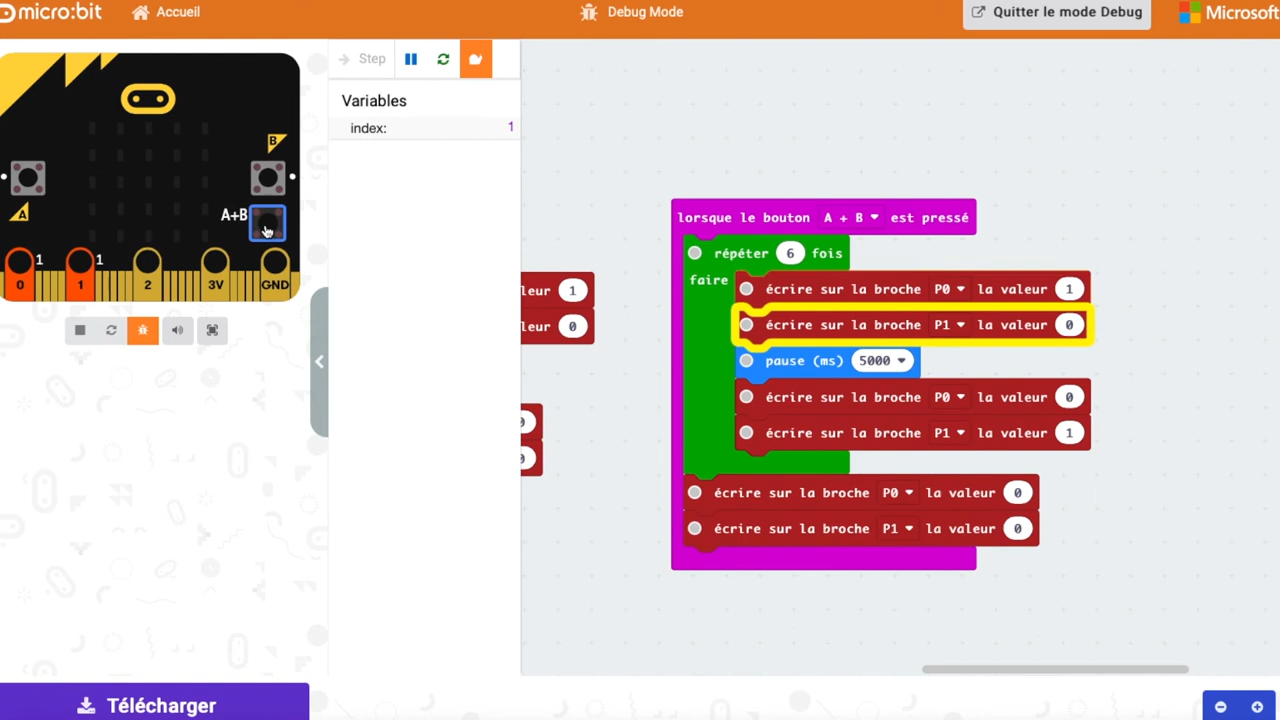 micro:bit
Accueil
Debug Mode
Quitter le mode Debug
Microsoft
Step
Variables
index: 1
B
A
A+B
1
1
0 1 2 3V GND
leur 1
leur 0
lorsque le bouton A + B est pressé
répéter 6 fois
faire
écrire sur la broche P0 la valeur 1
écrire sur la broche P1 la valeur 0
pause (ms) 5000
écrire sur la broche P0 la valeur 0
écrire sur la broche P1 la valeur 1
écrire sur la broche P0 la valeur 0
écrire sur la broche P1 la valeur 0
Télécharger